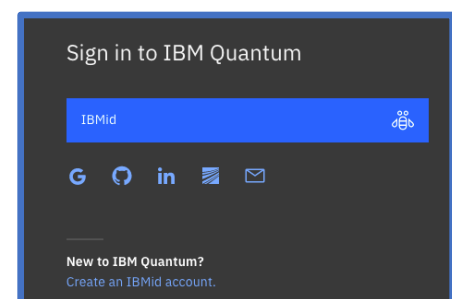 Sign in to IBM Quantum
IBMid
New to IBM Quantum?
Create an IBMid account.